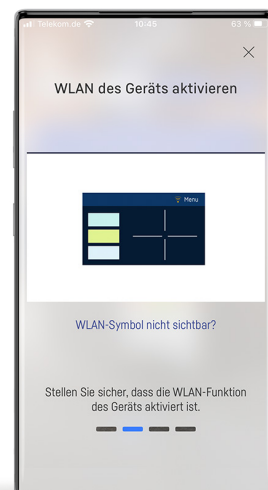 Telekom.de 10:45 63 %
WLAN des Geräts aktivieren
Menu
WLAN-Symbol nicht sichtbar?
Stellen Sie sicher, dass die WLAN-Funktion
des Geräts aktiviert ist.